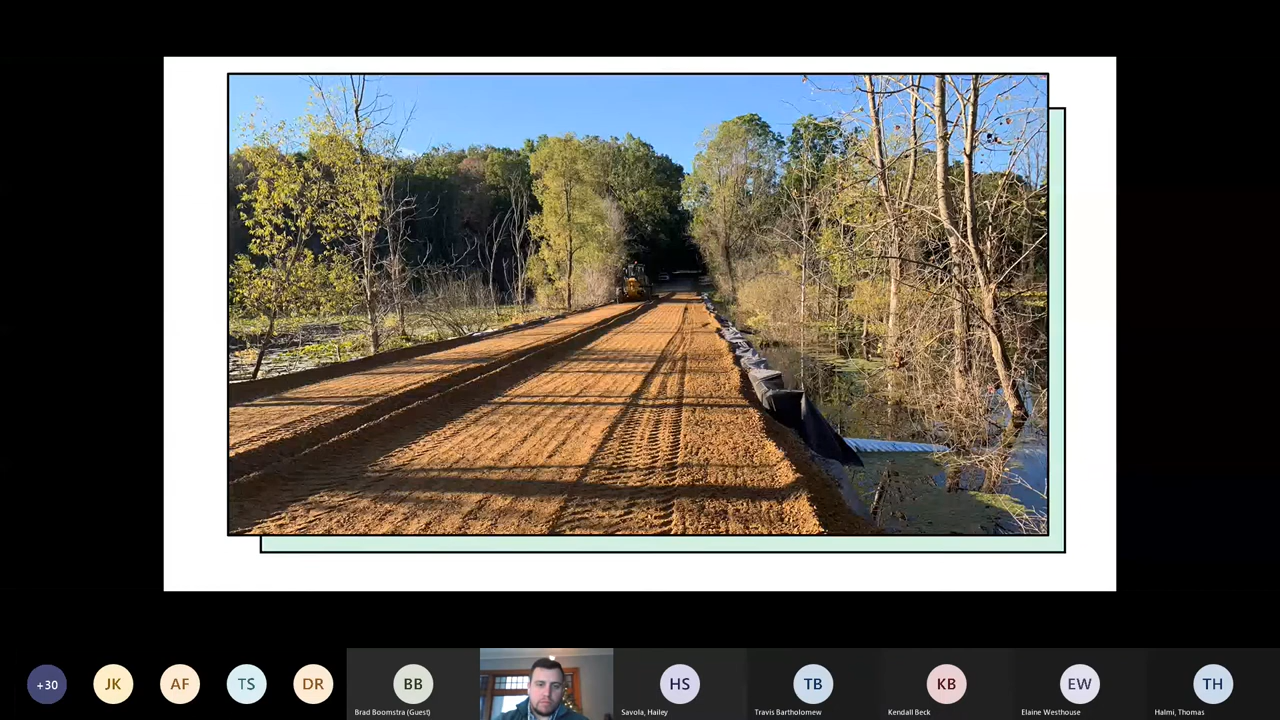 +30
JK
AF
TS
DR
BB
HS
TB
KB
EW
TH
Brad Boomstra (Guest)
Savola, Hailey
Travis Bartholomew
Kendall Beck
Elaine Westhouse
Halmi, Thomas